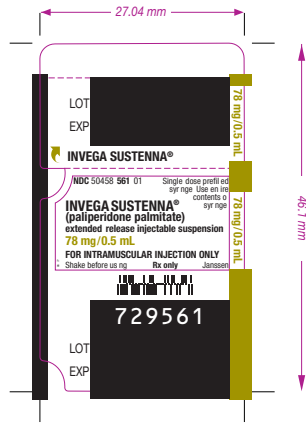 27.04 mm
46.1 mm
LOT
EXP
78 mg/0.5 mL
INVEGA SUSTENNA®
NDC 50458 561 01
Single dose prefil ed
syr nge Use en ire
contents o
syr nge
INVEGA SUSTENNA®
(paliperidone palmitate)
extended release injectable suspension
78 mg/0.5 mL
78 mg/0.5 mL
FOR INTRAMUSCULAR INJECTION ONLY
Shake before us ng Rx only Janssen
729561
LOT
EXP